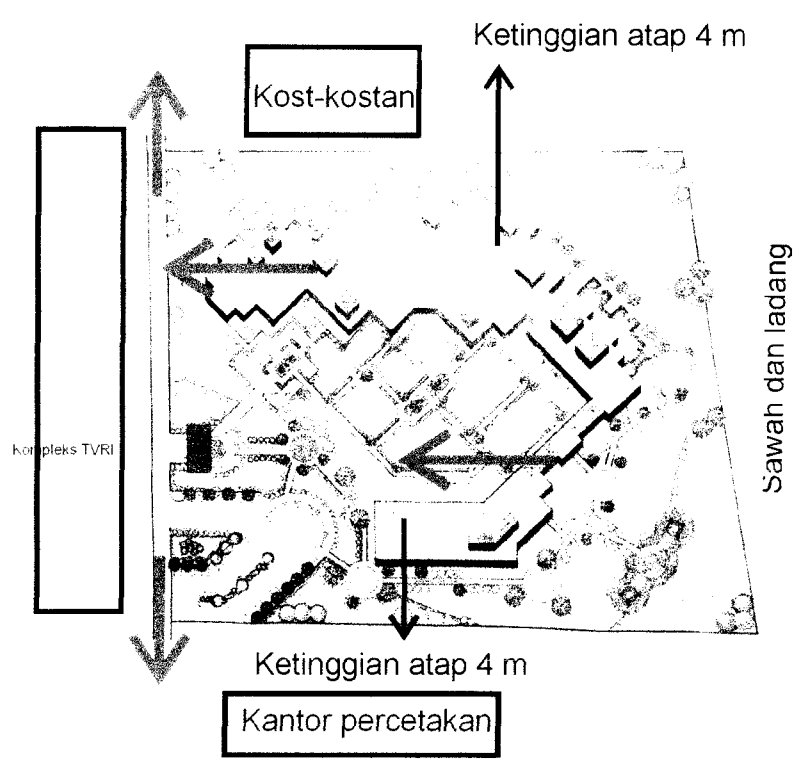 Ketinggian atap 4 m
Kost-kostan
Kompleks TVRI
Sawah dan ladang
Ketinggian atap 4 m
Kantor percetakan